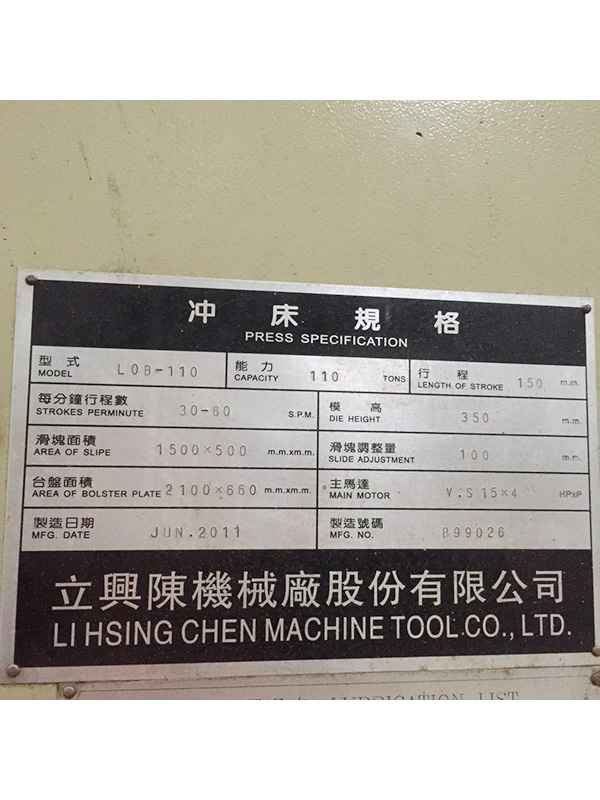 冲床規格
PRESS SPECIFICATION
型式 MODEL LOB-110 能力 CAPACITY 110 TONS 行程 LENGTH OF STROKE 150 m.m.
每分鐘行程數 STROKES PERMINUTE 30-60 S.P.M. 模高 DIE HEIGHT 350 m.m.
滑塊面積 AREA OF SLIPE 1500×500 m.m.xm.m. 滑塊調整量 SLIDE ADJUSTMENT 100 m.m.
台盤面積 AREA OF BOLSTER PLATE 2100×660 m.m.xm.m. 主馬達 MAIN MOTOR V.S 15×4 HPxP
製造日期 MFG. DATE JUN.2011 製造號碼 MFG. NO. B99026
立興陳機械廠股份有限公司
LI HSING CHEN MACHINE TOOL CO., LTD.
LUBRICATION LIST